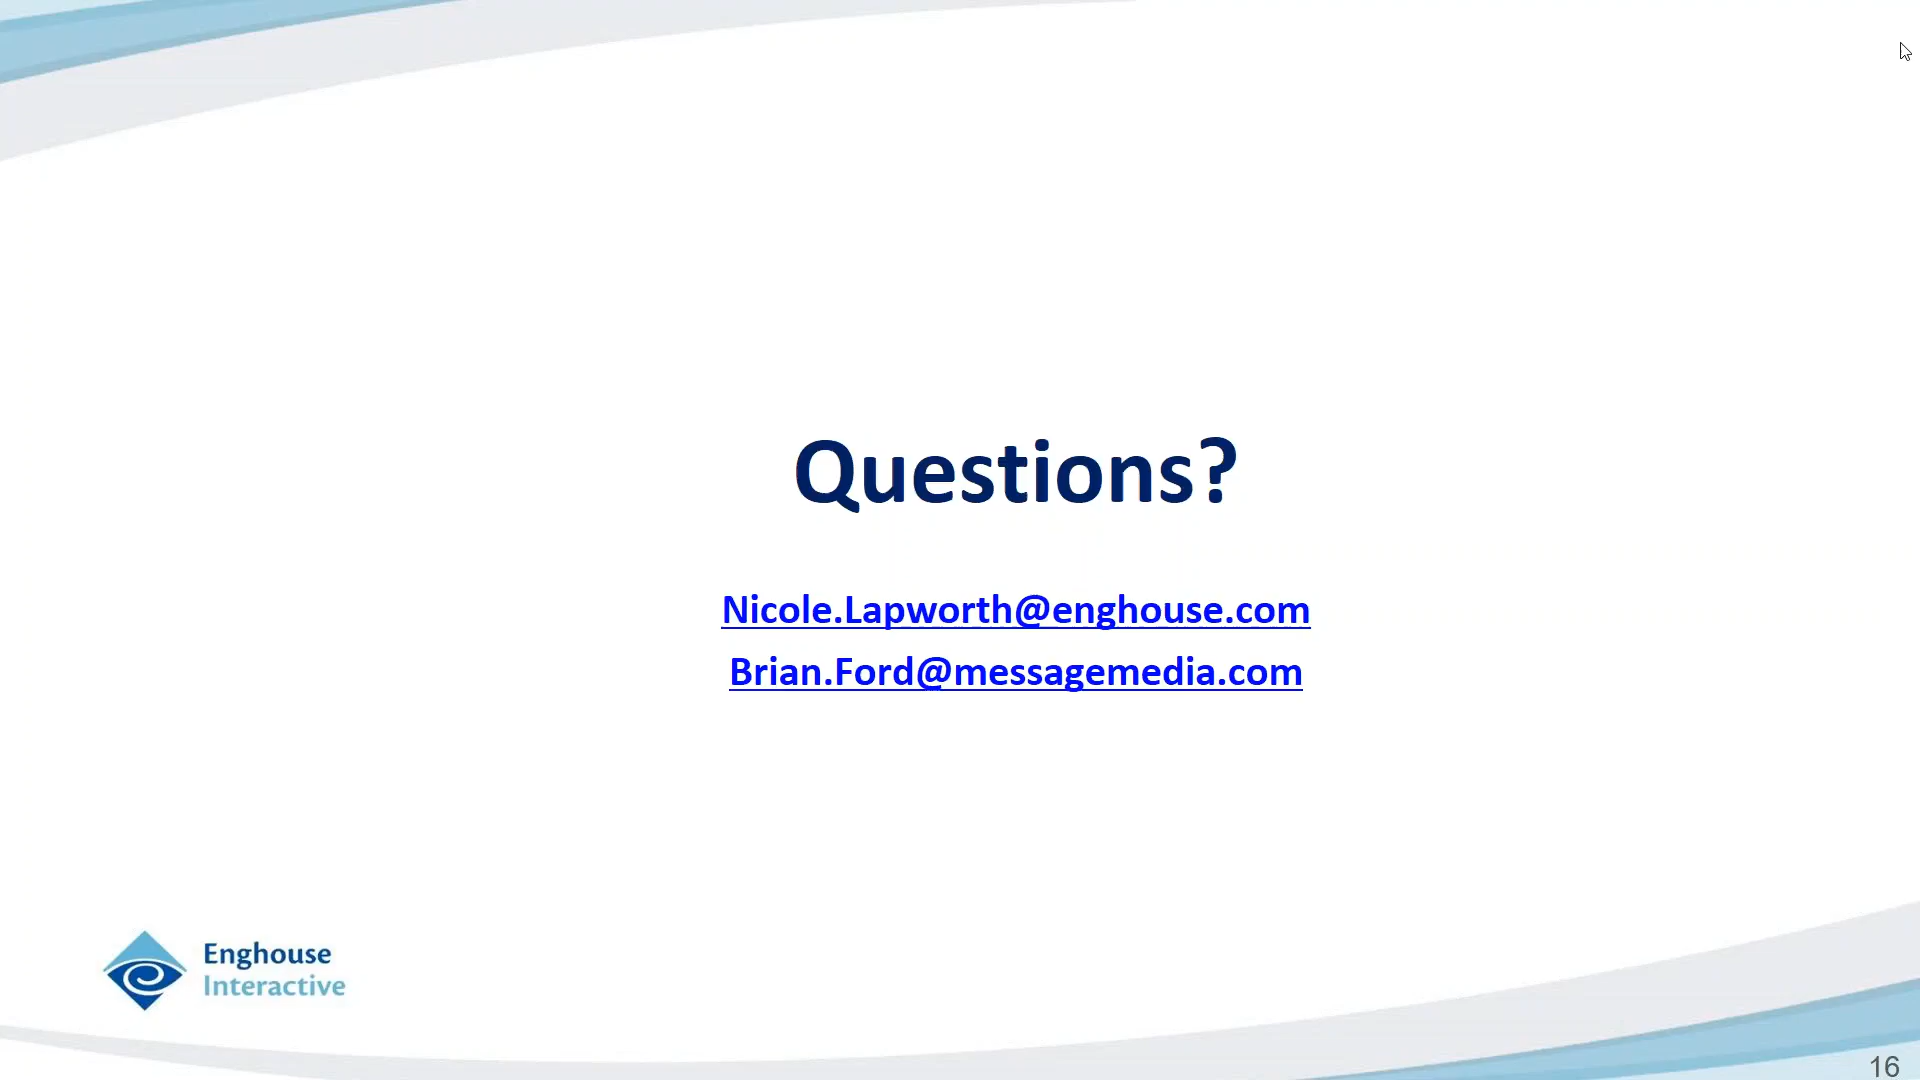 Questions?
Nicole.Lapworth@enghouse.com
Brian.Ford@messagemedia.com
Enghouse
Interactive
16